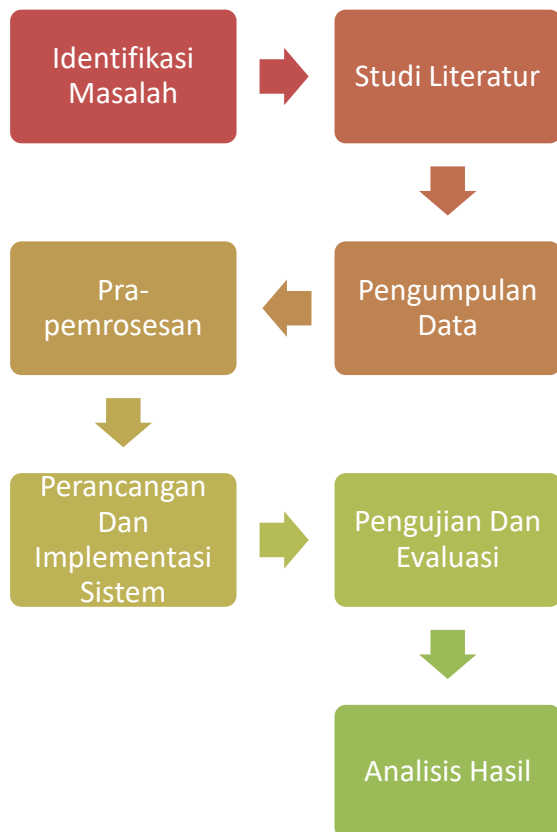 Identifikasi
Masalah
Studi Literatur
Pengumpulan
Data
Pra-
pemrosesan
Perancangan
Dan
Implementasi
Sistem
Pengujian Dan
Evaluasi
Analisis Hasil